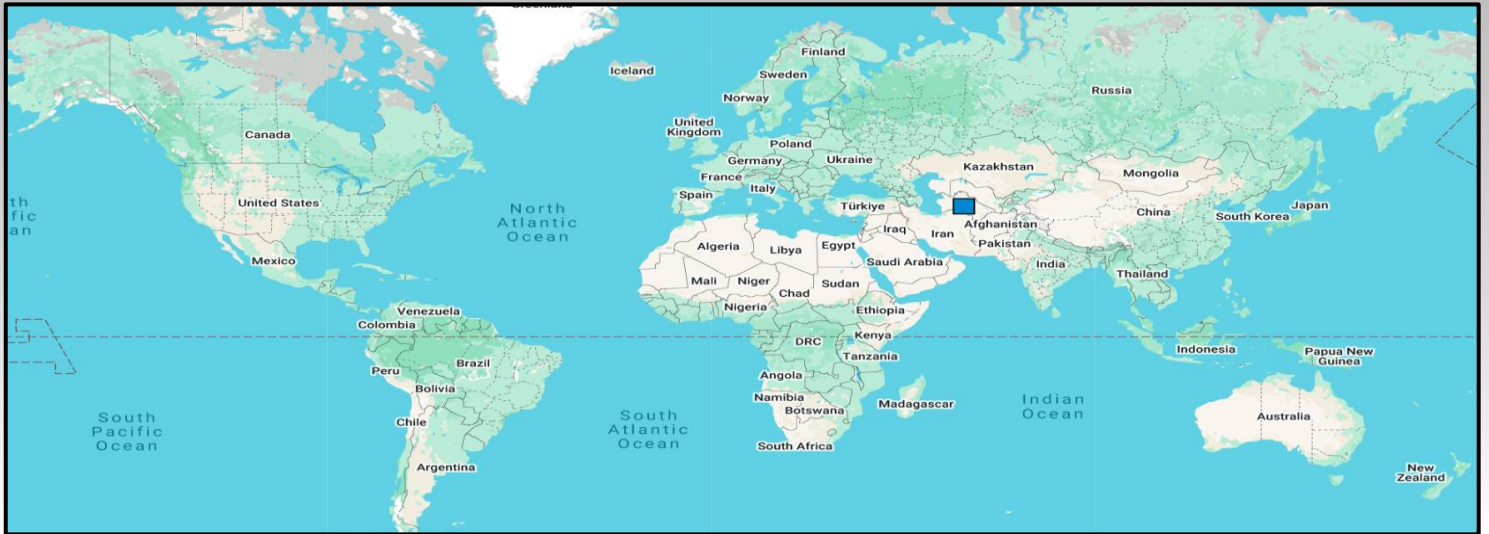 Greenland
Finland
Iceland
Sweden
Russia
Norway
United
Kingdom
Canada
Poland
Germany
Ukraine
Kazakhstan
France
Mongolia
Italy
Spain
th
fic
an
United States
North
Atlantic
Ocean
Türkiye
Japan
China
South Korea
Afghanistan
Iraq
Iran
Pakistan
Algeria
Libya
Egypt
Mexico
Saudi Arabia
India
Thailand
Mali
Niger
Sudan
Chad
Nigeria
Ethiopia
Venezuela
Colombia
Kenya
DRC
Indonesia
Papua New
Guinea
Tanzania
Brazil
Peru
Angola
Bolivia
Namibia
Botswana
Madagascar
Indian
Ocean
South
Pacific
Ocean
Chile
South
Atlantic
Ocean
Australia
South Africa
Argentina
New
Zealand